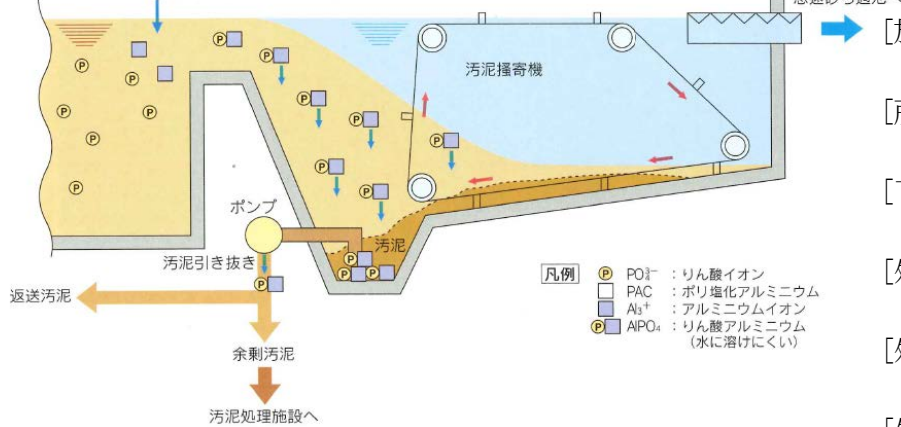 汚泥掻寄機
ポンプ
汚泥
汚泥引き抜き
返送汚泥
余剰汚泥
汚泥処理施設へ
凡例
Ⓟ PO₄³⁻ : りん酸イオン
PAC : ポリ塩化アルミニウム
Al₃⁺ : アルミニウムイオン
Ⓟ AlPO₄ : りん酸アルミニウム
(水に溶けにくい)